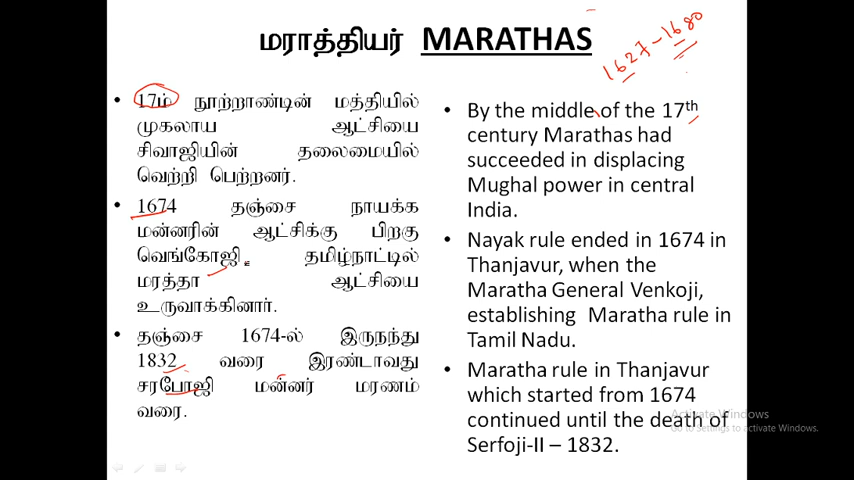 மராத்தியர் MARATHAS
1627 - 1680
• 17ம் நூற்றாண்டின் மத்தியில்
முகலாய ஆட்சியை
சிவாஜியின் தலைமையில்
வெற்றி பெற்றனர்.
• 1674 தஞ்சை நாயக்க
மன்னரின் ஆட்சிக்கு பிறகு
வெங்கோஜி. தமிழ்நாட்டில்
மரத்தா ஆட்சியை
உருவாக்கினார்.
• தஞ்சை 1674-ல் இருநந்து
1832 வரை இரண்டாவது
சரபோஜி மன்னர் மரணம்
வரை.
• By the middle of the 17th
century Marathas had
succeeded in displacing
Mughal power in central
India.
• Nayak rule ended in 1674 in
Thanjavur, when the
Maratha General Venkoji,
establishing Maratha rule in
Tamil Nadu.
• Maratha rule in Thanjavur
which started from 1674
continued until the death of
Serfoji-II – 1832.
Activate Windows
Go to Settings to activate Windows.